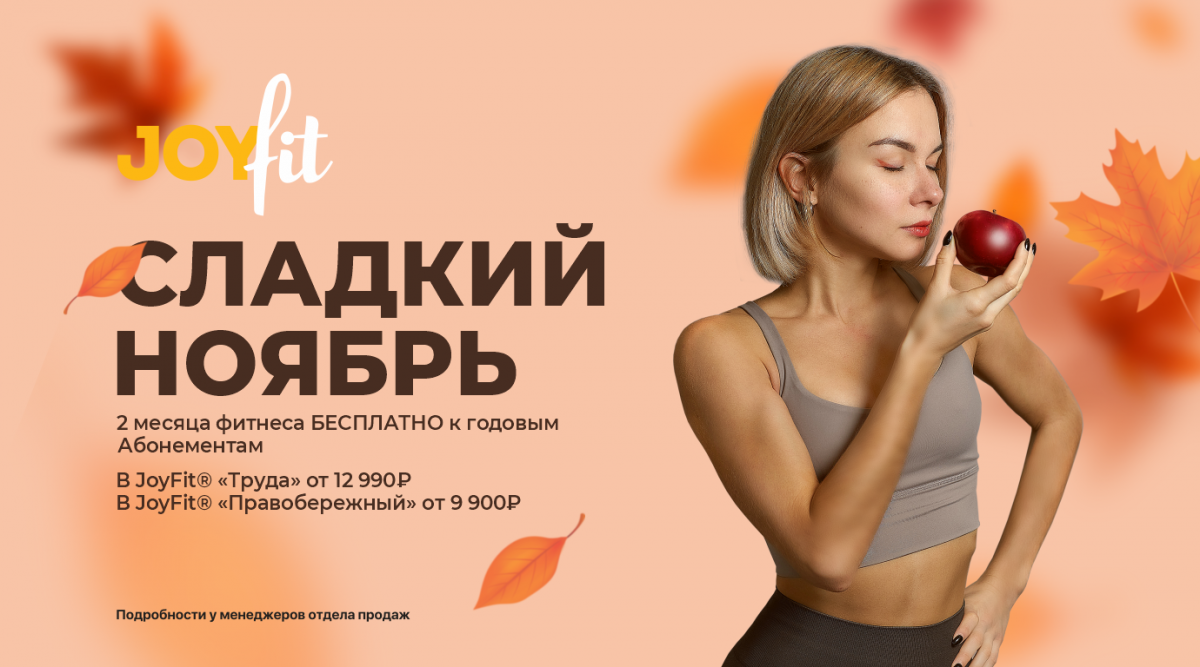 JOYfit
СЛАДКИЙ
НОЯБРЬ
2 месяца фитнеса БЕСПЛАТНО к годовым
Абонементам
В JoyFit® «Труда» от 12 990₽
В JoyFit® «Правобережный» от 9 900₽
Подробности у менеджеров отдела продаж